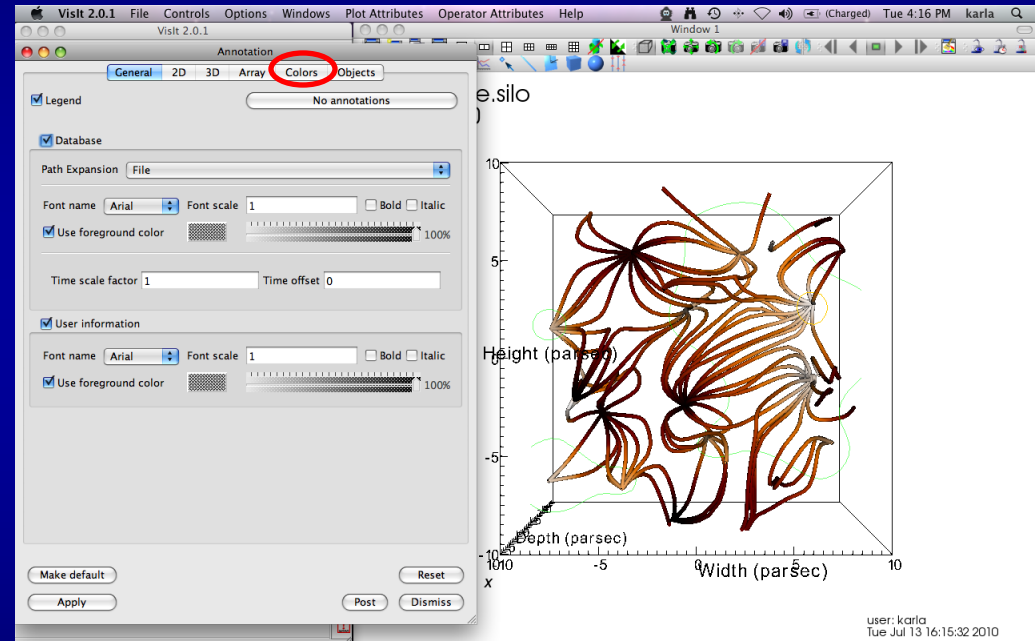 VisIt 2.0.1 File Controls Options Windows Plot Attributes Operator Attributes Help (Charged) Tue 4:16 PM karla
VisIt 2.0.1
Window 1
Annotation
General 2D 3D Array Colors Objects
Legend
No annotations
Database
Path Expansion File
Font name Arial Font scale 1 Bold Italic
Use foreground color 100%
Time scale factor 1 Time offset 0
User information
Font name Arial Font scale 1 Bold Italic
Use foreground color 100%
Make default Reset
Apply Post Dismiss
e.silo
10
5
Height (parsec)
-5
Depth (parsec)
-10
-5
5
10
Width (parsec)
x
user: karla
Tue Jul 13 16:15:32 2010